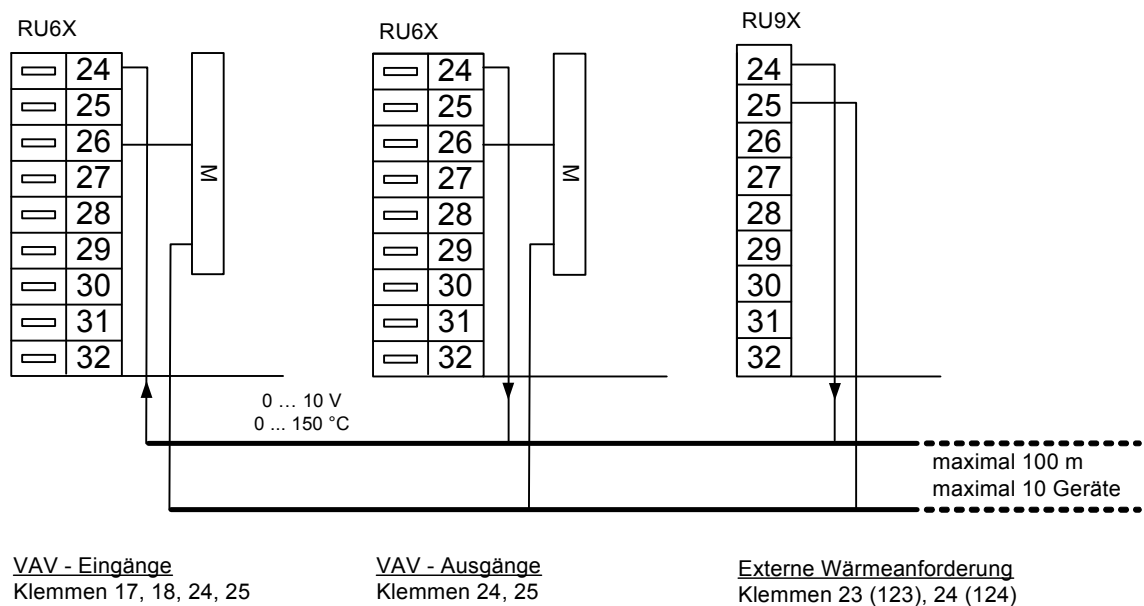 RU6X
24
25
26
27
28
29
30
31
32
M
RU6X
24
25
26
27
28
29
30
31
32
M
RU9X
24
25
26
27
28
29
30
31
32
0 ... 10 V
0 ... 150 °C
maximal 100 m
maximal 10 Geräte
VAV - Eingänge
Klemmen 17, 18, 24, 25
VAV - Ausgänge
Klemmen 24, 25
Externe Wärmeanforderung
Klemmen 23 (123), 24 (124)